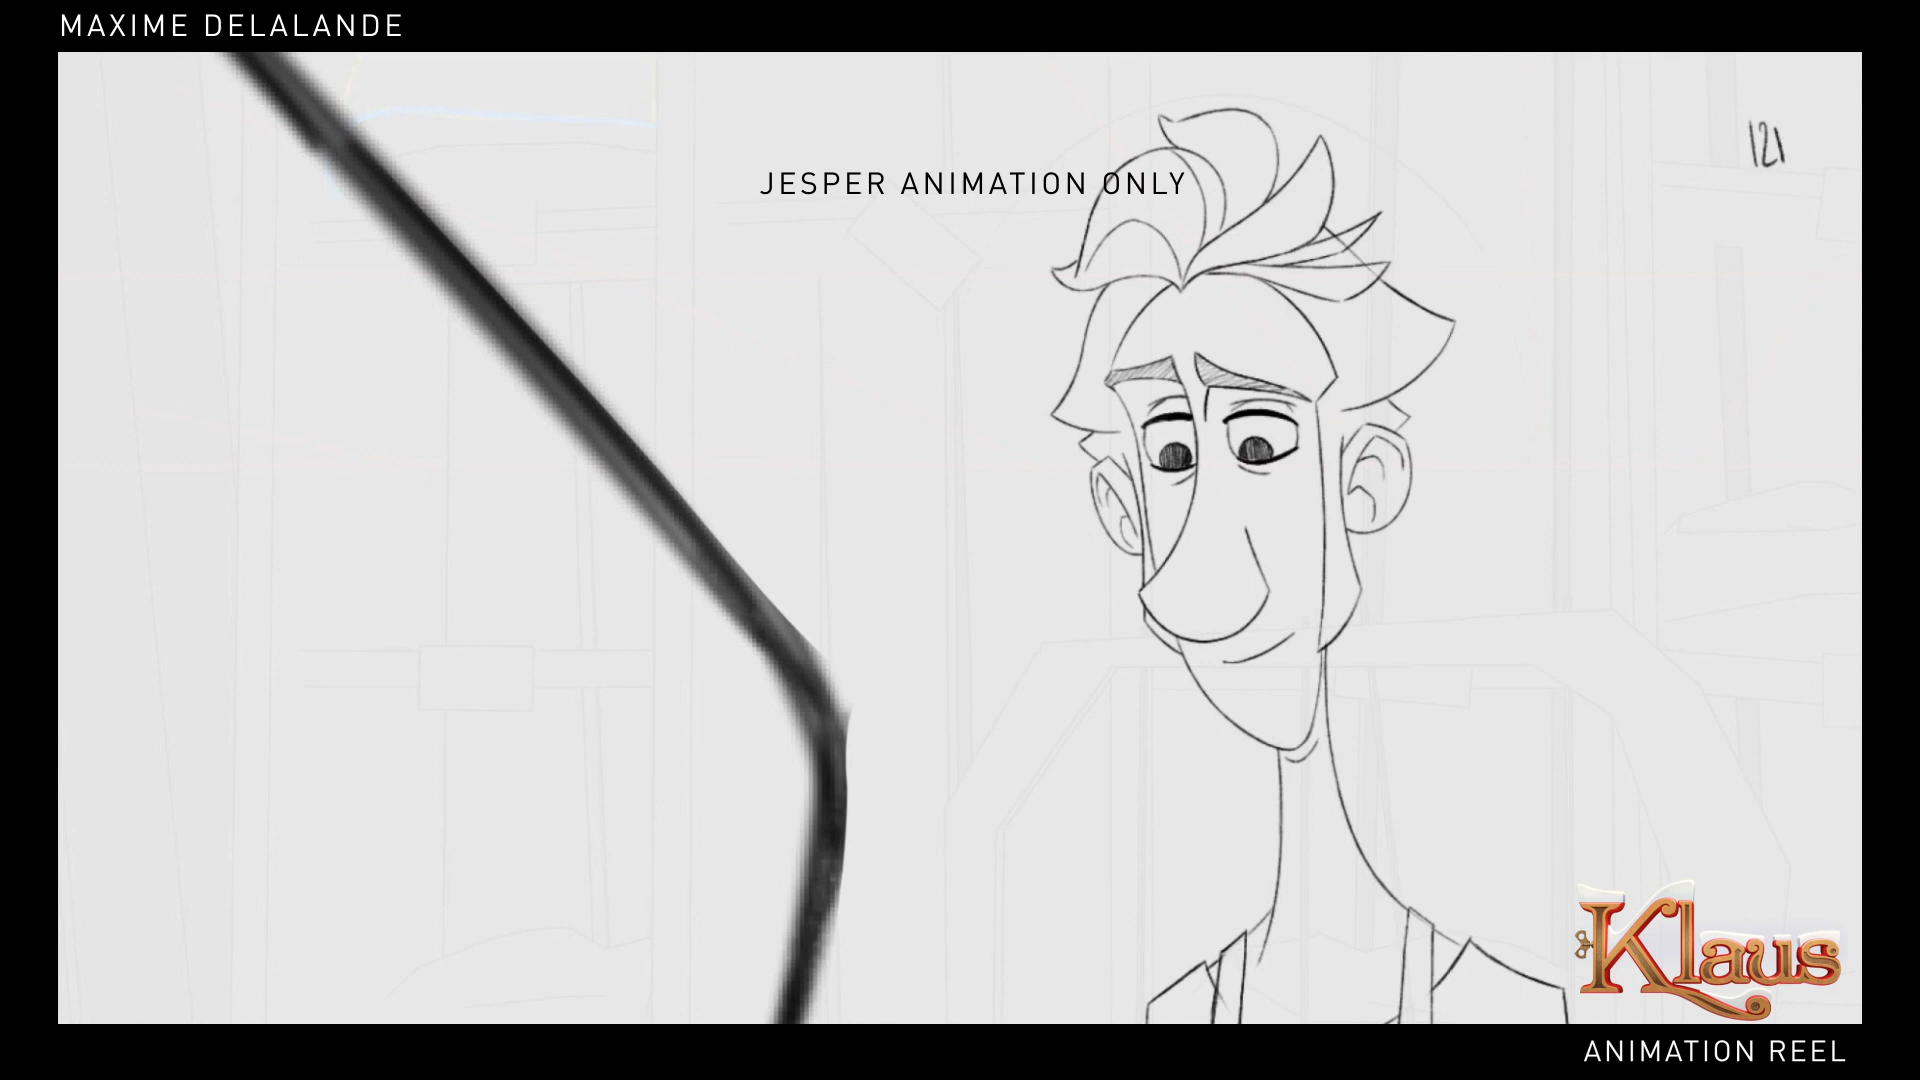 MAXIME DELALANDE
121
JESPER ANIMATION ONLY
Klaus
ANIMATION REEL